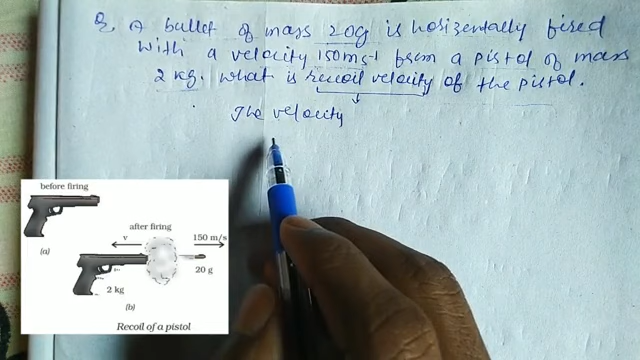 Q. A bullet of mass 20g is horizontally fired
with a velocity 150ms-1 from a pistol of mass
2 kg. what is recoil velocity of the pistol.
The velocity
before firing
(a)
after firing
v
150 m/s
20 g
2 kg
(b)
Recoil of a pistol